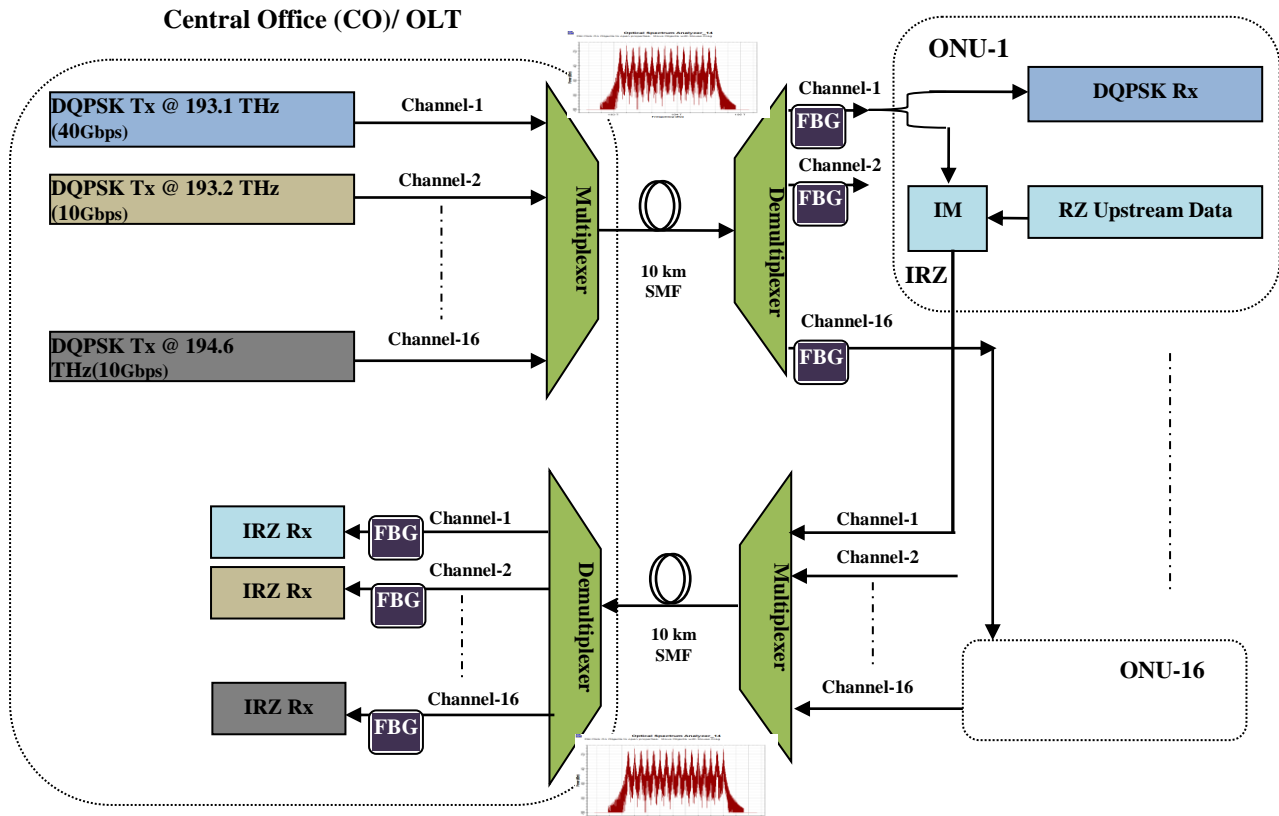 Central Office (CO)/ OLT
Optical Spectrum Analyzer_14
ONU-1
DQPSK Tx @ 193.1 THz
(40Gbps)
Channel-1
Channel-1
DQPSK Rx
FBG
DQPSK Tx @ 193.2 THz
(10Gbps)
Channel-2
Channel-2
FBG
Multiplexer
Demultiplexer
IM
RZ Upstream Data
10 km
SMF
IRZ
DQPSK Tx @ 194.6
THz(10Gbps)
Channel-16
Channel-16
FBG
IRZ Rx
FBG
Channel-1
Channel-1
IRZ Rx
FBG
Channel-2
Channel-2
Demultiplexer
Multiplexer
10 km
SMF
ONU-16
IRZ Rx
FBG
Channel-16
Channel-16
Optical Spectrum Analyzer_14